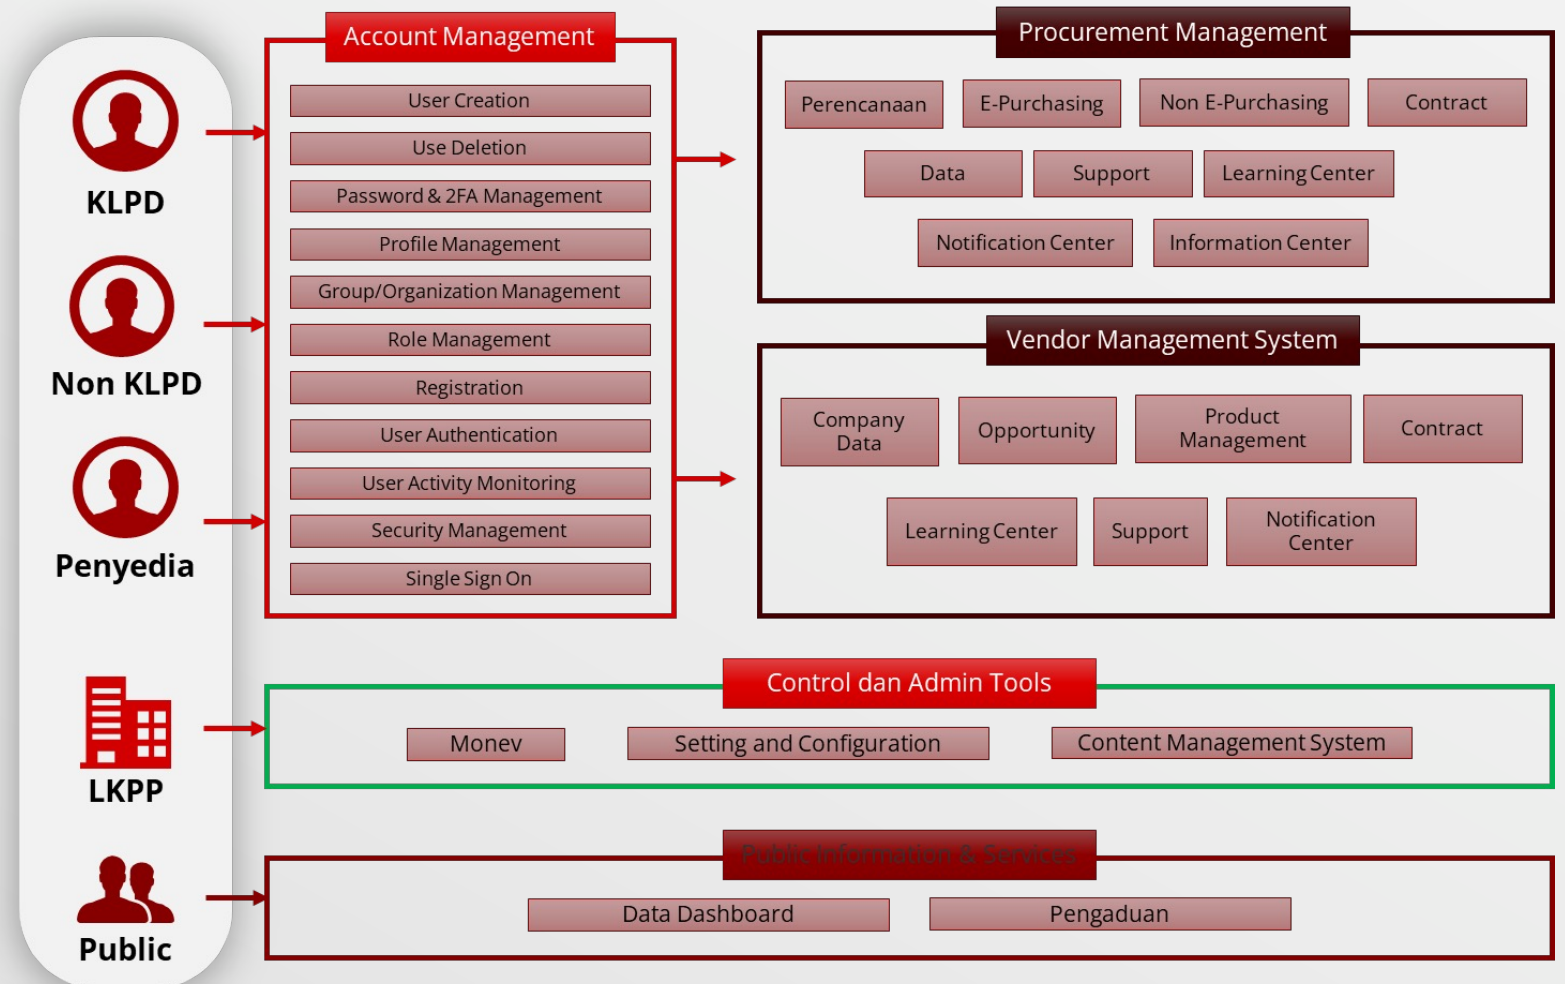 KLPD
Non KLPD
Penyedia
LKPP
Public
Account Management
User Creation
Use Deletion
Password & 2FA Management
Profile Management
Group/Organization Management
Role Management
Registration
User Authentication
User Activity Monitoring
Security Management
Single Sign On
Procurement Management
Perencanaan
E-Purchasing
Non E-Purchasing
Contract
Data
Support
Learning Center
Notification Center
Information Center
Vendor Management System
Company
Data
Opportunity
Product
Management
Contract
Learning Center
Support
Notification
Center
Control dan Admin Tools
Monev
Setting and Configuration
Content Management System
Public Information & Services
Data Dashboard
Pengaduan